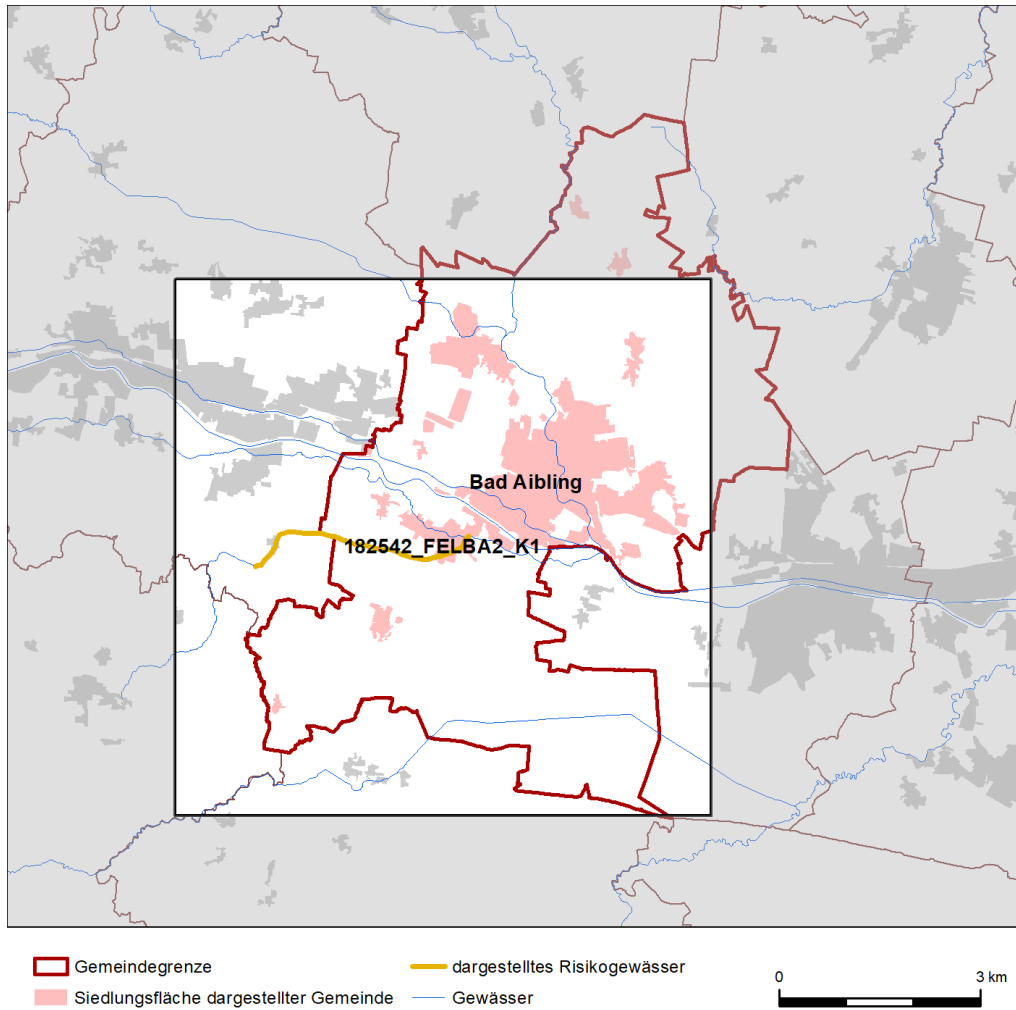 Bad Aibling
182542_FELBA2_K1
Gemeindegrenze
dargestelltes Risikogewässer
0 3 km
Siedlungsfläche dargestellter Gemeinde
Gewässer